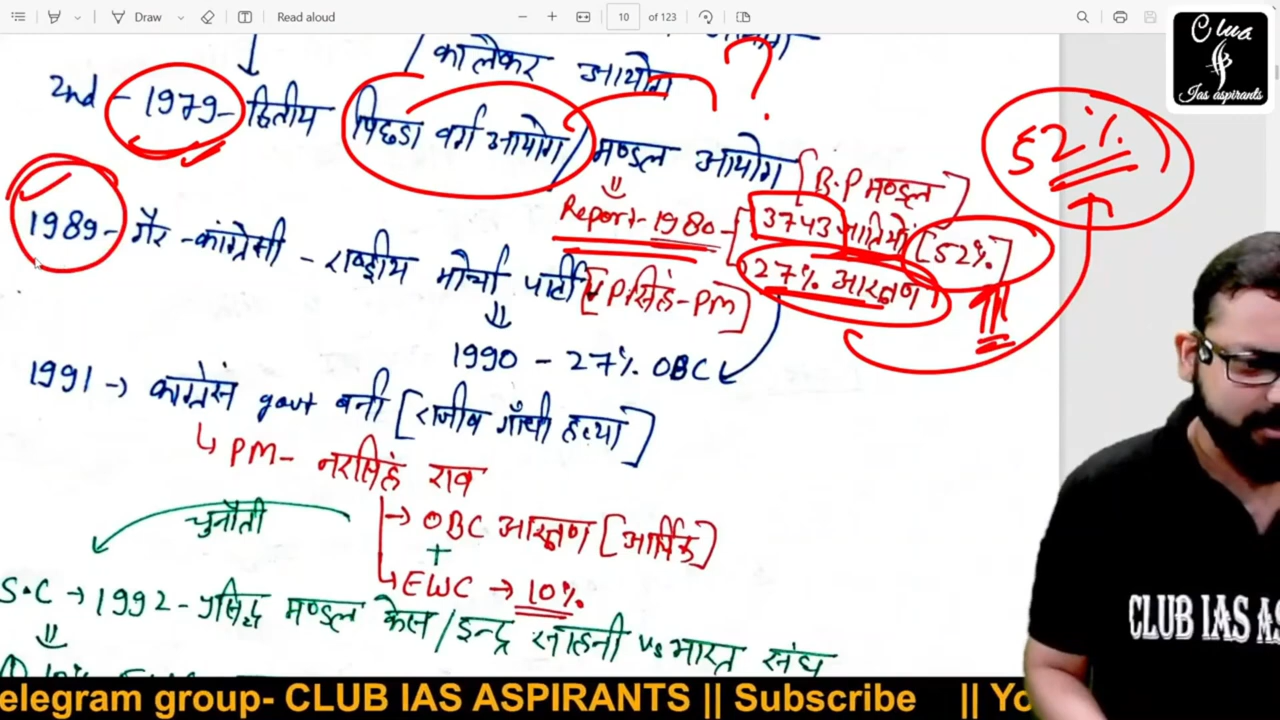 Draw
Read aloud
10 of 123
Club
Ias aspirants
कालेकर आयोग ?
2nd - 1979 - द्वितीय पिछडा वर्ग आयोग / मण्डल आयोग [B.P मण्डल]
52%
Report - 1980 - 3743 जातियों [52%]
27% आरक्षण
1989 - गैर - कांग्रेसी - राष्ट्रीय मोर्चा पार्टी [V P सिंह - PM]
1990 - 27% OBC
1991 → कांग्रेस govt बनी [राजीव गाँधी हत्या]
PM - नरसिंह राव
चुनौती
→ OBC आरक्षण [आर्थिक]
+
EWC → 10%
S.C → 1992 - प्रसिद्ध मण्डल केस / इन्द्र साहनी vs भारत संघ
CLUB IAS AS
elegram group- CLUB IAS ASPIRANTS || Subscribe || Yo